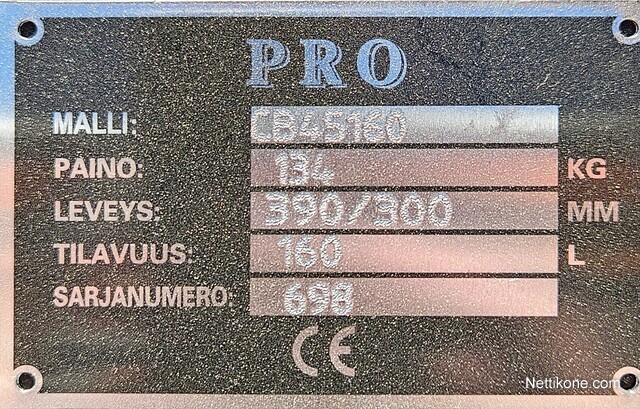 PRO
MALLI: CB45160
PAINO: 134 KG
LEVEYS: 390/300 MM
TILAVUUS: 160 L
SARJANUMERO: 698
CE
Nettikone.com